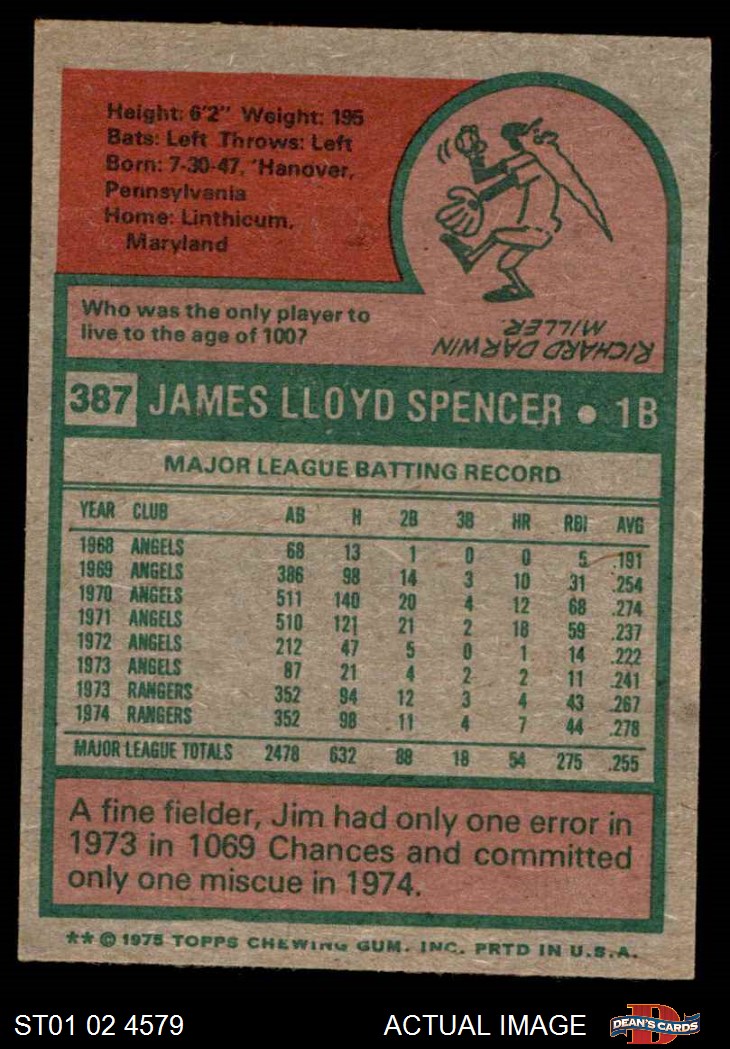 Height: 6'2" Weight: 195
Bats: Left Throws: Left
Born: 7-30-47, 'Hanover,
Pennsylvania
Home: Linthicum,
Maryland
Who was the only player to
live to the age of 100?
RICHARD DARWIN
MILLER.
387 JAMES LLOYD SPENCER • 1B
MAJOR LEAGUE BATTING RECORD
YEAR CLUB AB H 2B 3B HR RBI AVG
1968 ANGELS 68 13 1 0 0 5 .191
1969 ANGELS 386 98 14 3 10 31 .254
1970 ANGELS 511 140 20 4 12 68 .274
1971 ANGELS 510 121 21 2 18 59 .237
1972 ANGELS 212 47 5 0 1 14 .222
1973 ANGELS 87 21 4 2 2 11 .241
1973 RANGERS 352 94 12 3 4 43 .267
1974 RANGERS 352 98 11 4 7 44 .278
MAJOR LEAGUE TOTALS 2478 632 88 18 54 275 .255
A fine fielder, Jim had only one error in
1973 in 1069 Chances and committed
only one miscue in 1974.
** © 1975 TOPPS CHEWING GUM. INC. PRTD IN U.S.A.
ST01 02 4579 ACTUAL IMAGE DEAN'S CARDS